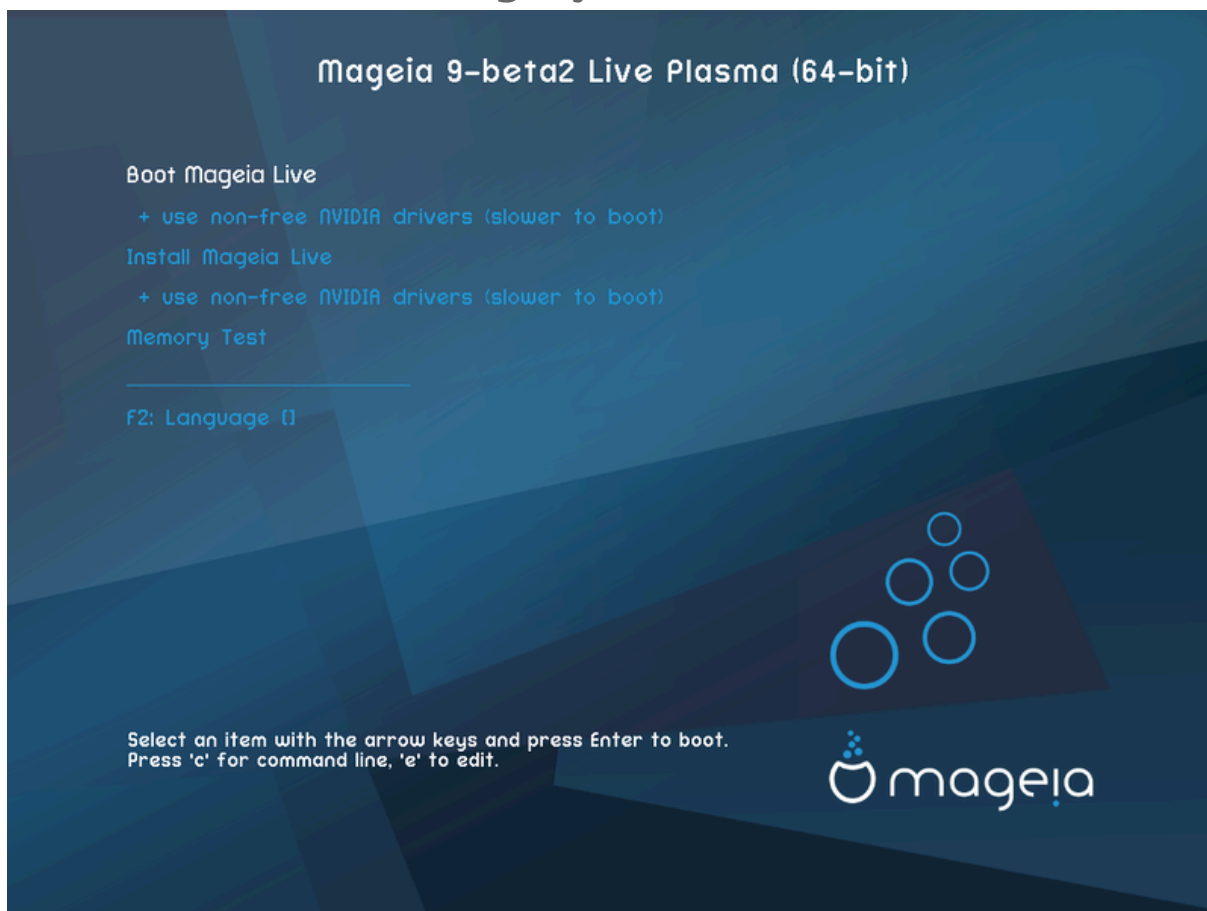 Mageia 9-beta2 Live Plasma (64-bit)
Boot Mageia Live
+ use non-free NVIDIA drivers (slower to boot)
Install Mageia Live
+ use non-free NVIDIA drivers (slower to boot)
Memory Test
F2: Language []
Select an item with the arrow keys and press Enter to boot.
Press 'c' for command line, 'e' to edit.
mageia